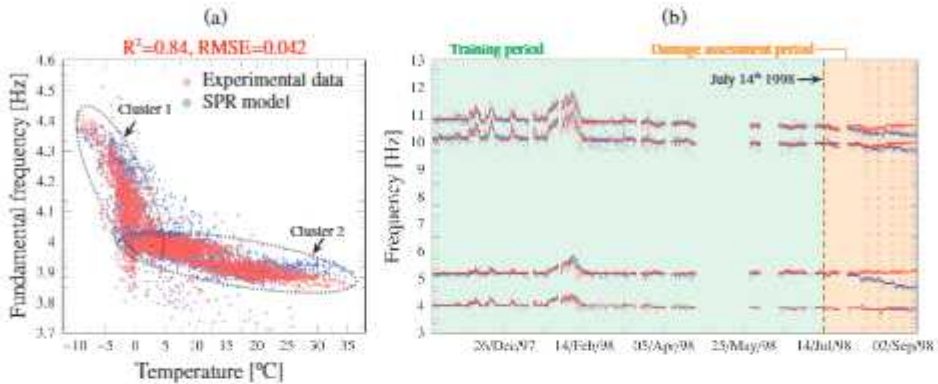 (a)
R²=0.84, RMSE=0.042
Fundamental frequency [Hz]
4.6
4.5
4.4
4.3
4.2
4.1
4
3.9
3.8
3.7
Experimental data
SPR model
Cluster 1
Cluster 2
−10 −5 0 5 10 15 20 25 30 35
Temperature [ºC]
(b)
Training period
Damage assessment period
July 14th 1998
Frequency [Hz]
13
12
11
10
9
8
7
6
5
4
3
26/Dec/97 14/Feb/98 05/Apr/98 25/May/98 14/Jul/98 02/Sep/98